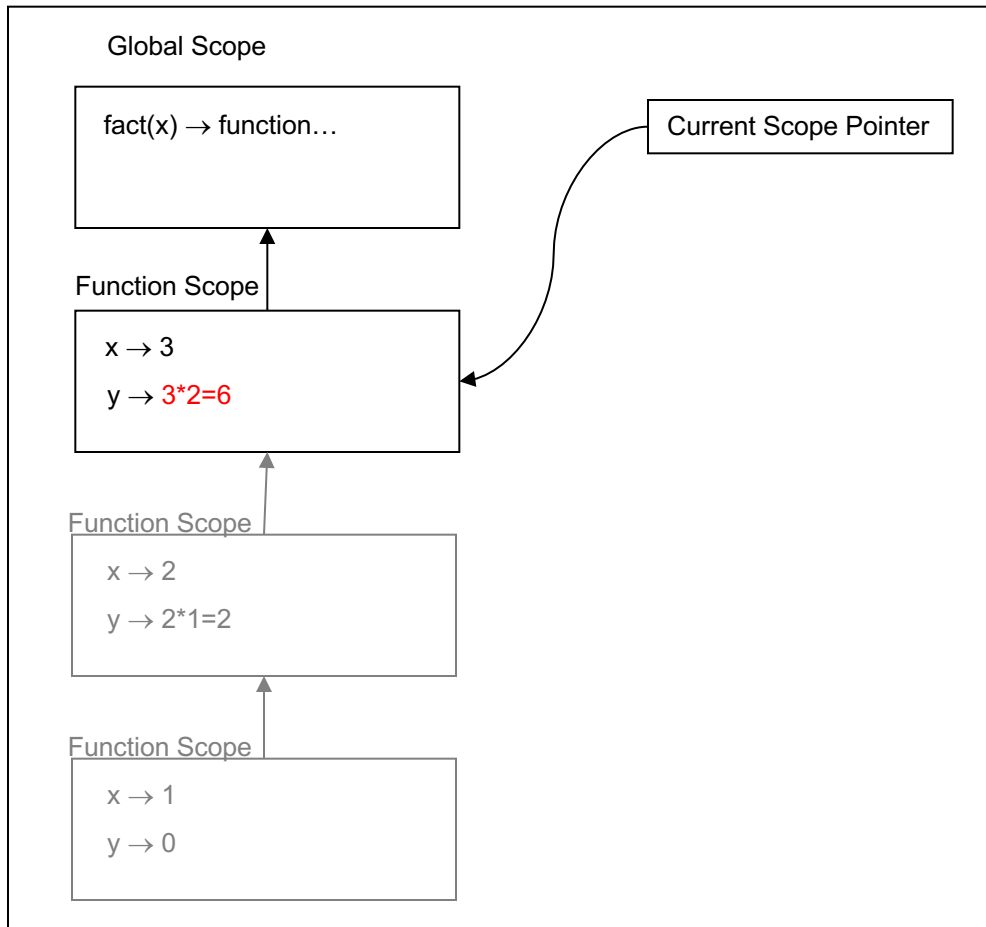 Global Scope
fact(x) → function…
Current Scope Pointer
Function Scope
x → 3
y → 3*2=6
Function Scope
x → 2
y → 2*1=2
Function Scope
x → 1
y → 0